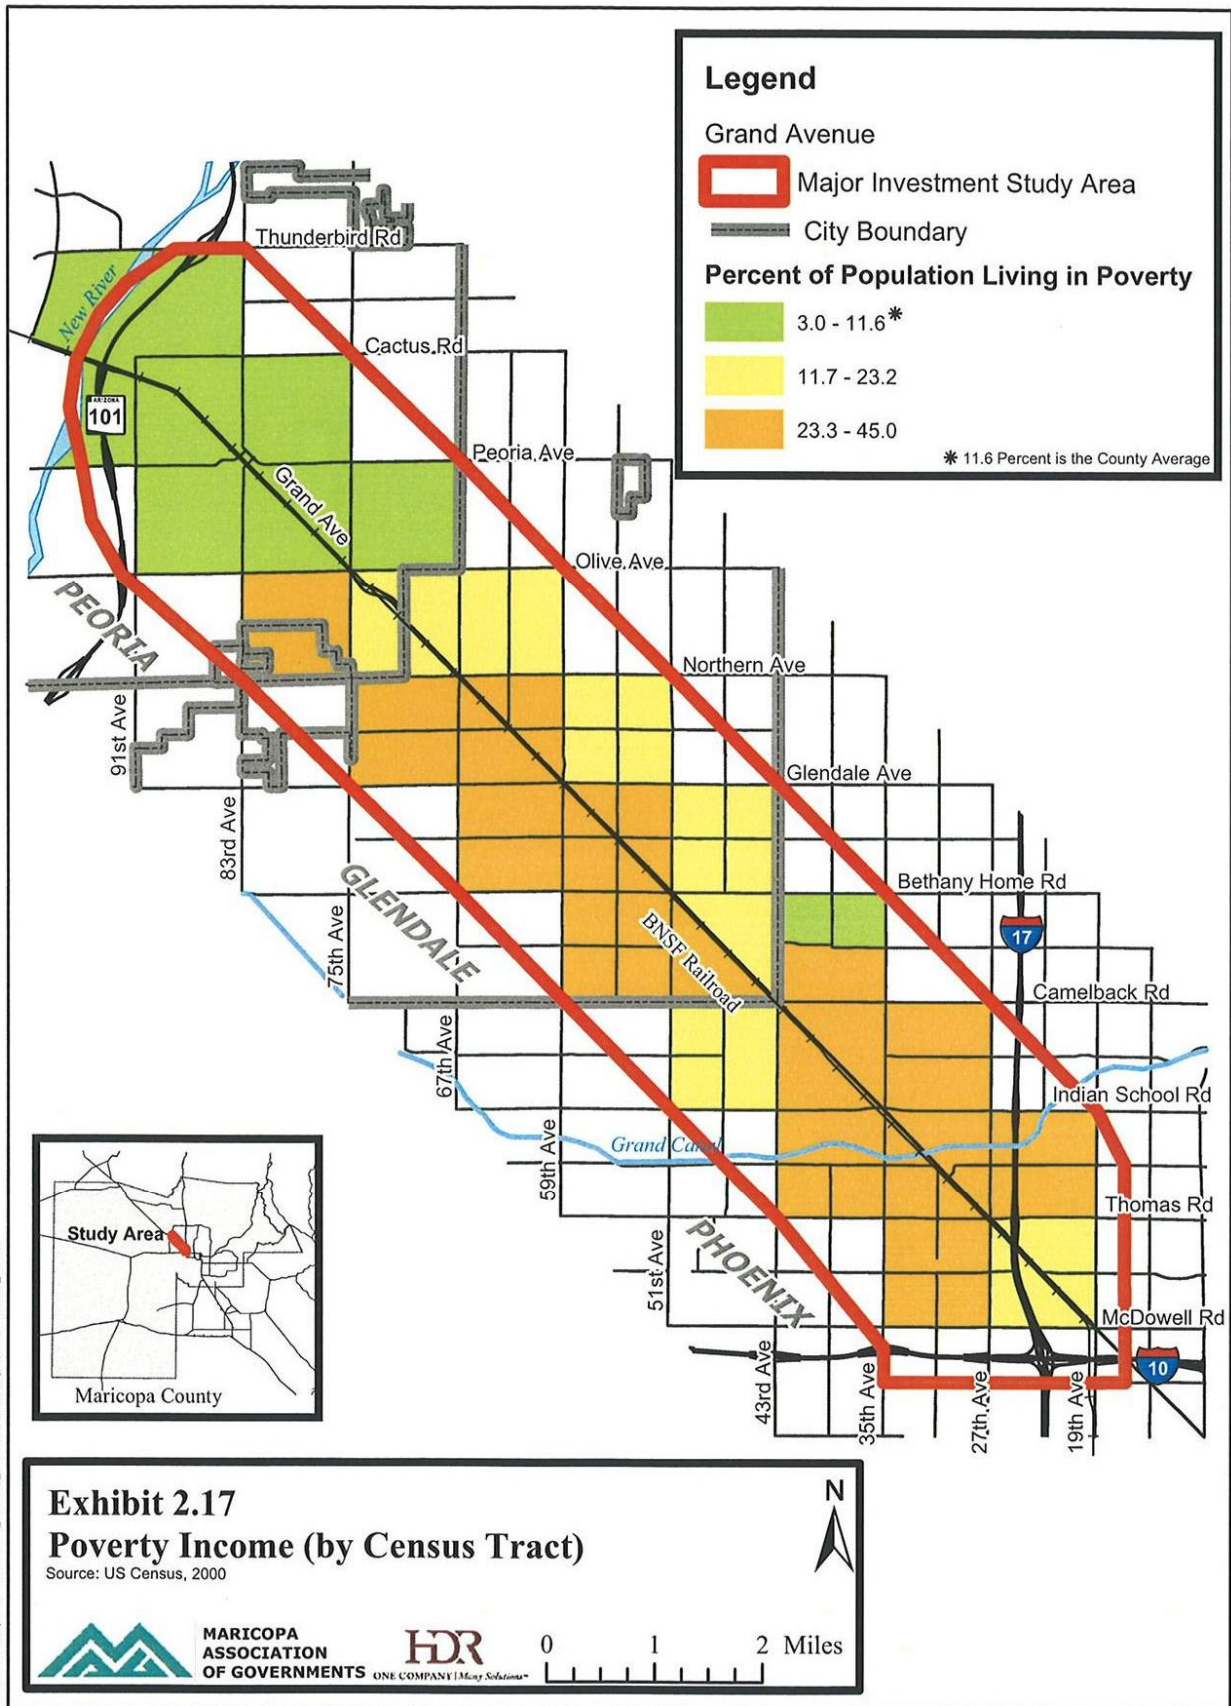 Legend
Grand Avenue
Major Investment Study Area
City Boundary
Percent of Population Living in Poverty
3.0 - 11.6*
11.7 - 23.2
23.3 - 45.0
* 11.6 Percent is the County Average
Thunderbird Rd
New River
Cactus Rd
ARIZONA
101
Peoria Ave
Grand Ave
Olive Ave
PEORIA
Northern Ave
91st Ave
Glendale Ave
83rd Ave
GLENDALE
Bethany Home Rd
75th Ave
BNSF Railroad
17
Camelback Rd
67th Ave
Indian School Rd
Grand Canal
59th Ave
Thomas Rd
51st Ave
PHOENIX
McDowell Rd
43rd Ave
35th Ave
27th Ave
19th Ave
10
Study Area
Maricopa County
Exhibit 2.17
Poverty Income (by Census Tract)
Source: US Census, 2000
N
MARICOPA
ASSOCIATION
OF GOVERNMENTS
HDR
ONE COMPANY | Many Solutions
0 1 2 Miles